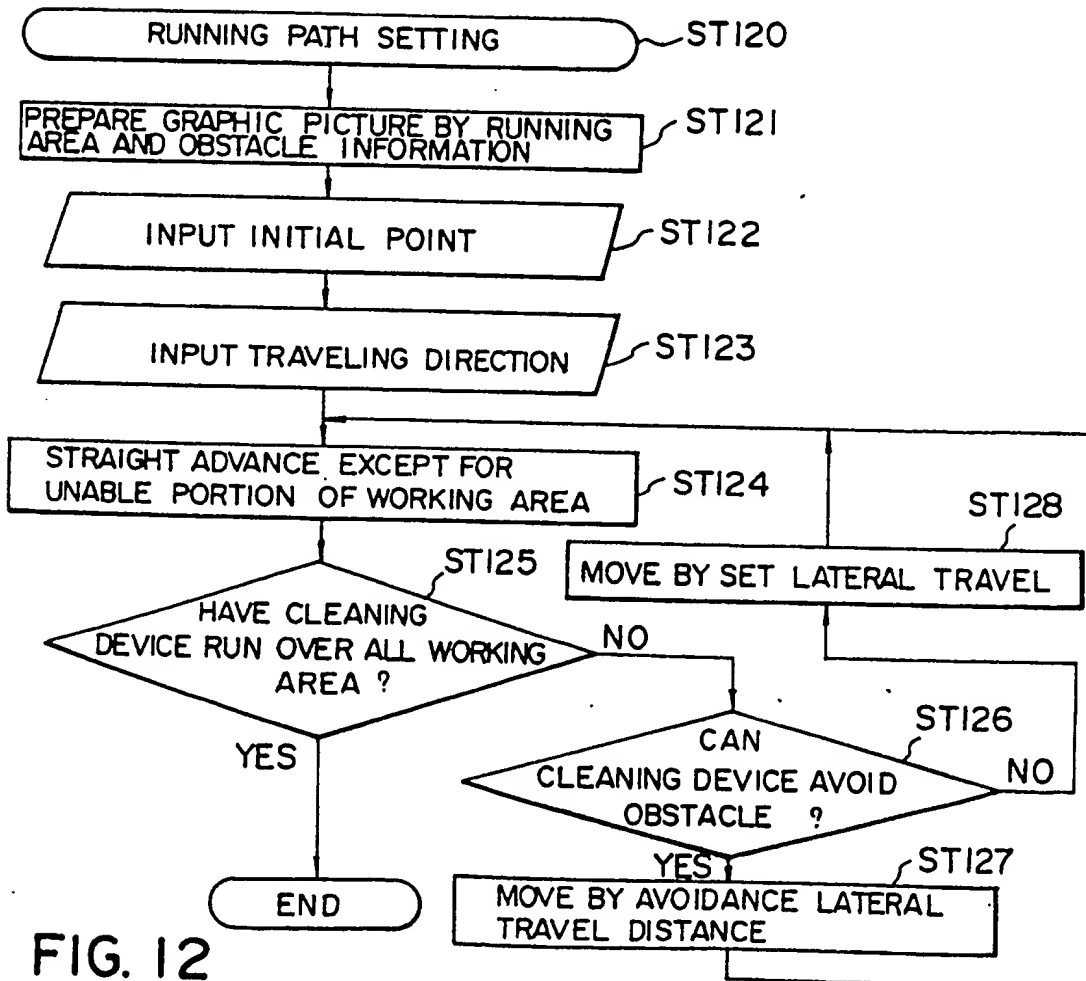 RUNNING PATH SETTING
ST120
PREPARE GRAPHIC PICTURE BY RUNNING
AREA AND OBSTACLE INFORMATION
ST121
INPUT INITIAL POINT
ST122
INPUT TRAVELING DIRECTION
ST123
STRAIGHT ADVANCE EXCEPT FOR
UNABLE PORTION OF WORKING AREA
ST124
ST125
HAVE CLEANING
DEVICE RUN OVER ALL WORKING
AREA ?
NO
YES
END
ST128
MOVE BY SET LATERAL TRAVEL
ST126
CAN
CLEANING DEVICE AVOID
OBSTACLE ?
NO
YES
ST127
MOVE BY AVOIDANCE LATERAL
TRAVEL DISTANCE
FIG. 12